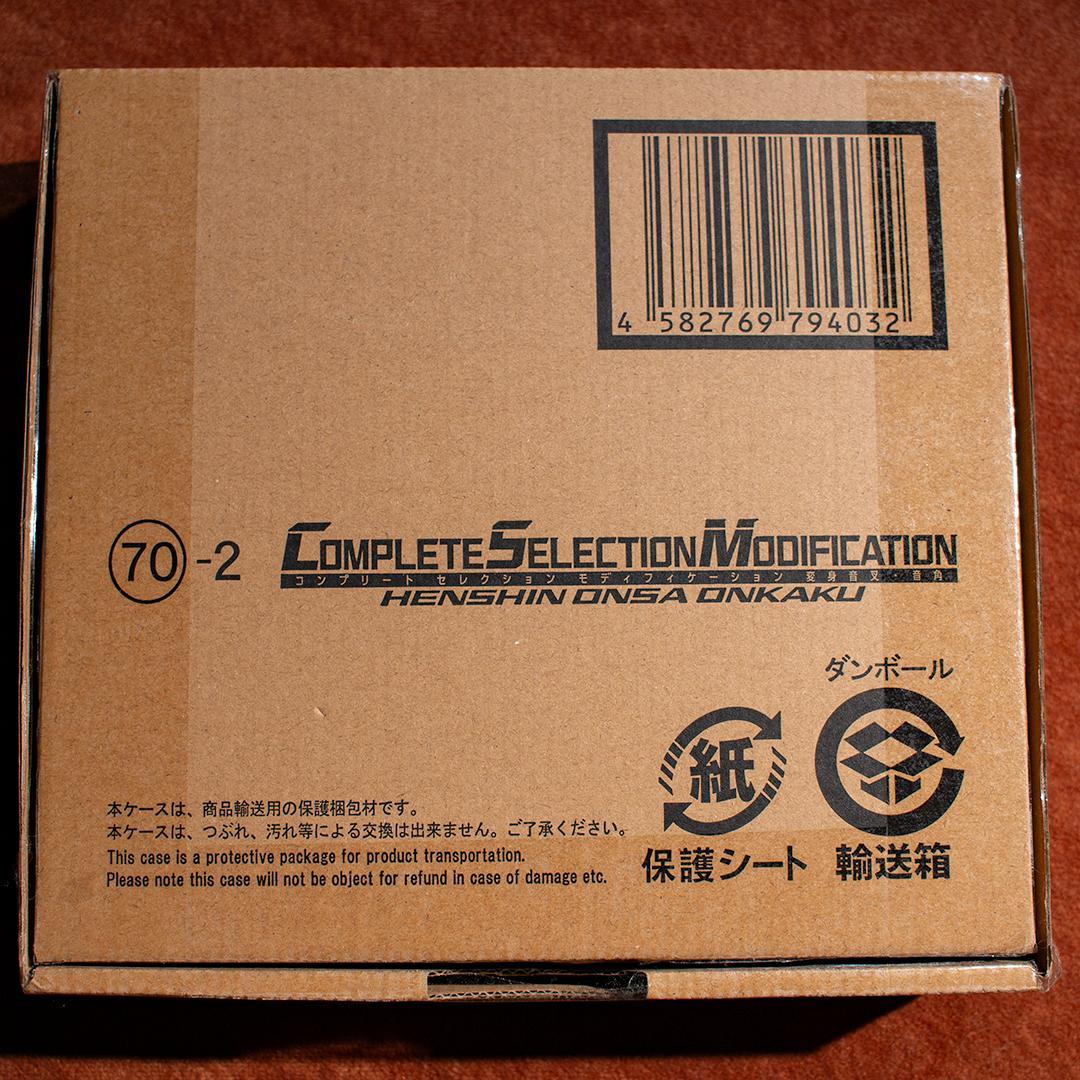 4 582769 794032
70-2
COMPLETE SELECTION MODIFICATION
コンプリート セレクション モディフィケーション 変身音叉・音角
HENSHIN ONSA ONKAKU
ダンボール
紙
保護シート 輸送箱
本ケースは、商品輸送用の保護梱包材です。
本ケースは、つぶれ、汚れ等による交換は出来ません。ご了承ください。
This case is a protective package for product transportation.
Please note this case will not be object for refund in case of damage etc.